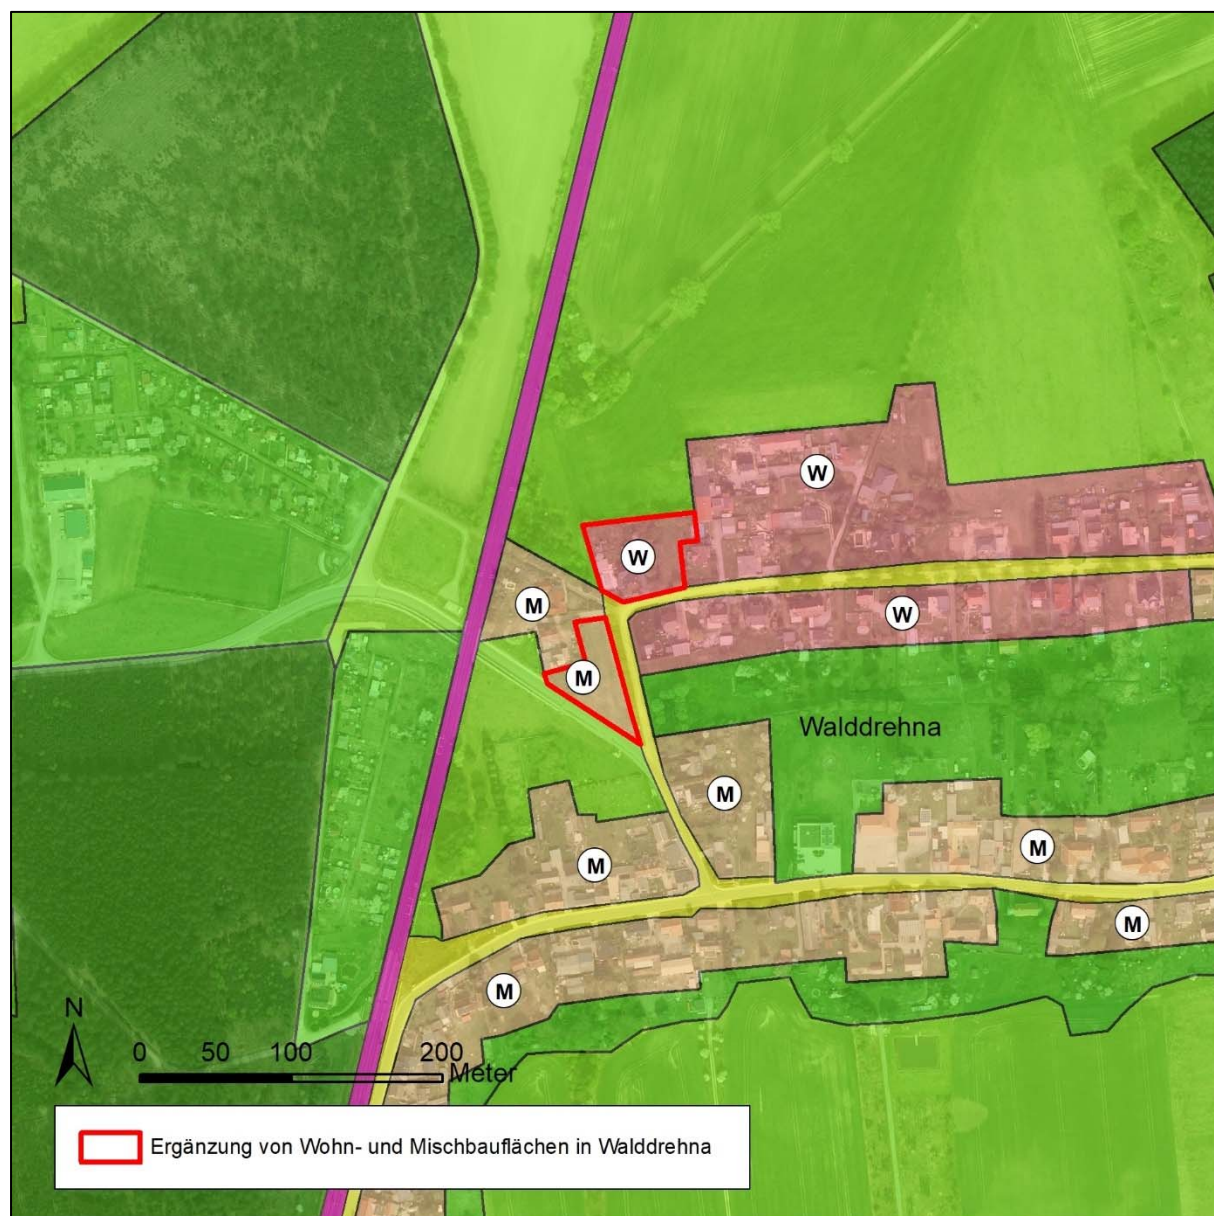 W
W
M
W
M
Walddrehna
M
M
M
M
M
N
0 50 100 200
Meter
Ergänzung von Wohn- und Mischbauflächen in Walddrehna